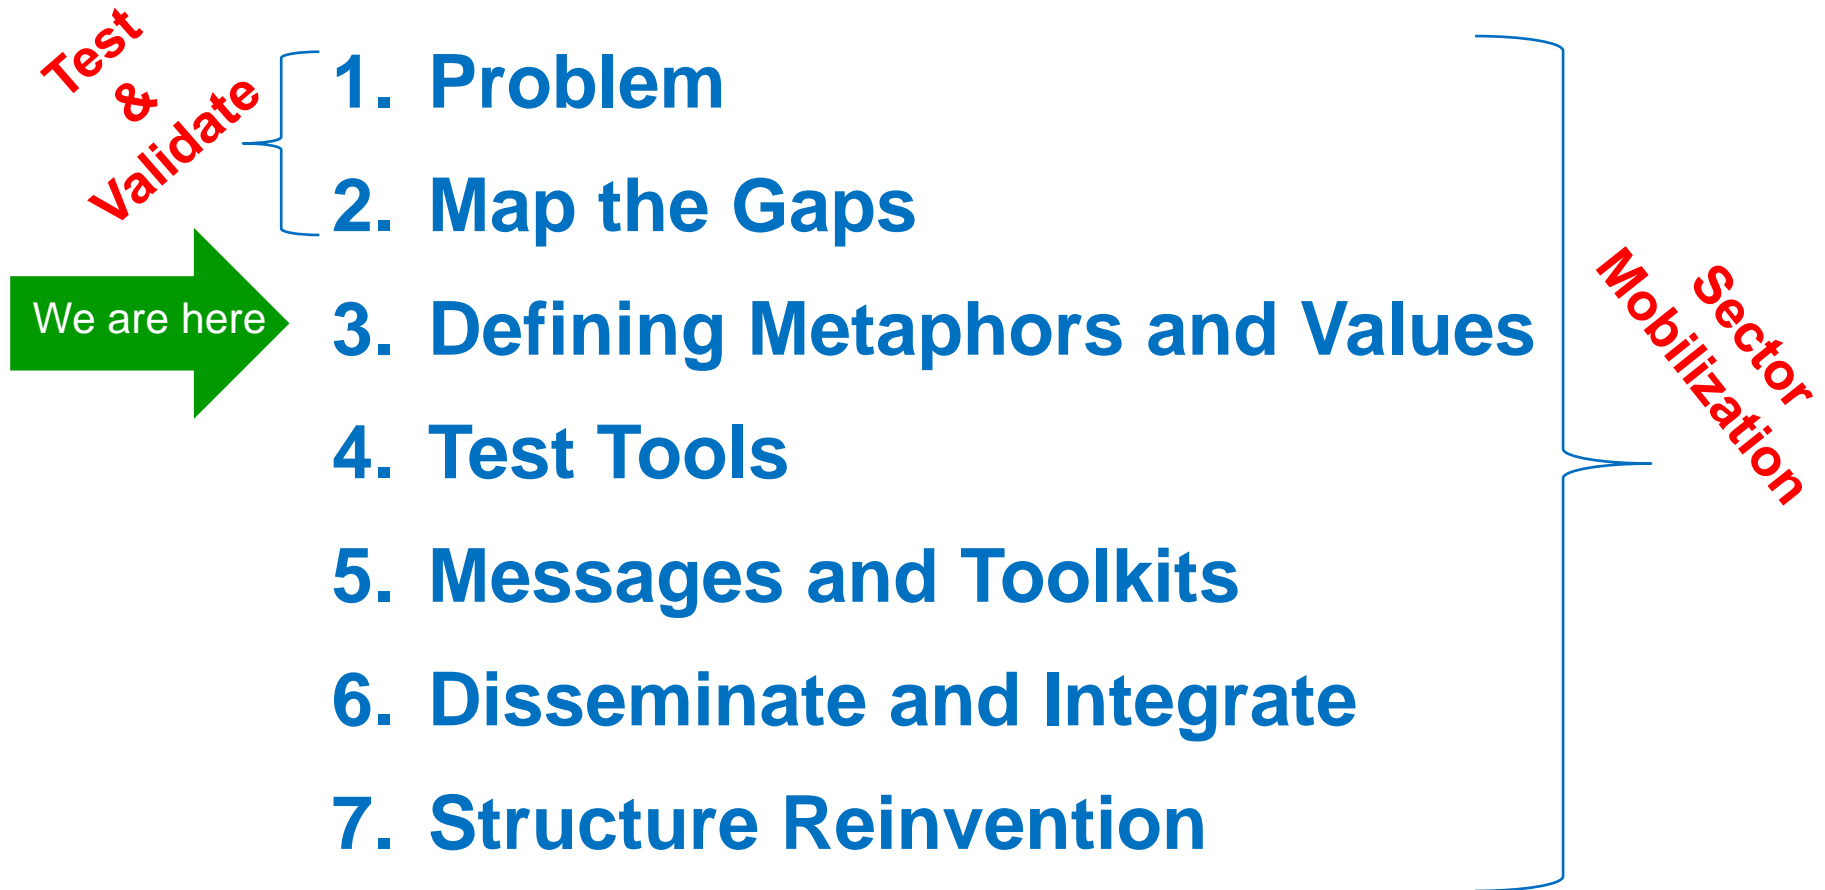 Test
&
Validate
1. Problem
2. Map the Gaps
We are here
3. Defining Metaphors and Values
4. Test Tools
5. Messages and Toolkits
6. Disseminate and Integrate
7. Structure Reinvention
Sector
Mobilization